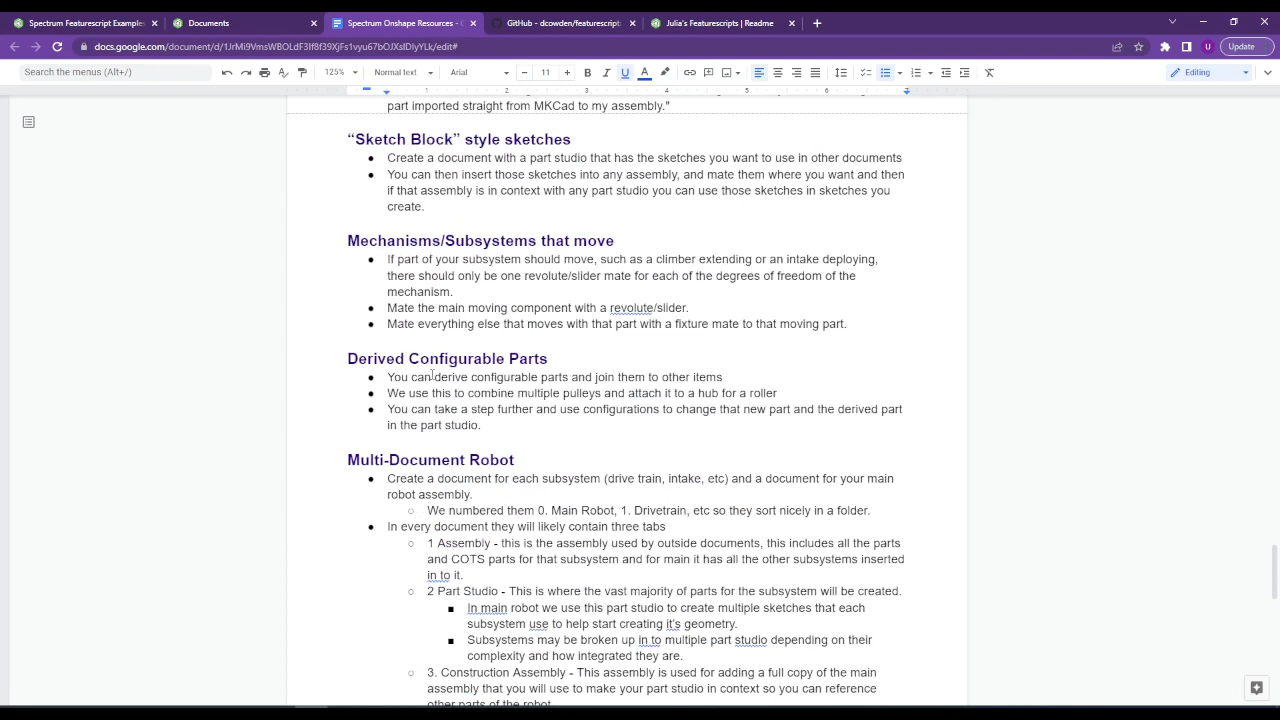 Spectrum Featurescript Examples
Documents
Spectrum Onshape Resources -
GitHub - dcowden/featurescript
Julia's Featurescripts | Readme
docs.google.com/document/d/
/edit#
Update
Search the menus (Alt+/)
125%
Normal text
Arial
11
B
I
U
A
Editing
1
2
3
4
5
6
7
part imported straight from MKCad to my assembly."
“Sketch Block” style sketches
● Create a document with a part studio that has the sketches you want to use in other documents
● You can then insert those sketches into any assembly, and mate them where you want and then
if that assembly is in context with any part studio you can use those sketches in sketches you
create.
Mechanisms/Subsystems that move
● If part of your subsystem should move, such as a climber extending or an intake deploying,
there should only be one revolute/slider mate for each of the degrees of freedom of the
mechanism.
● Mate the main moving component with a revolute/slider.
● Mate everything else that moves with that part with a fixture mate to that moving part.
Derived Configurable Parts
● You can derive configurable parts and join them to other items
● We use this to combine multiple pulleys and attach it to a hub for a roller
● You can take a step further and use configurations to change that new part and the derived part
in the part studio.
Multi-Document Robot
● Create a document for each subsystem (drive train, intake, etc) and a document for your main
robot assembly.
○ We numbered them 0. Main Robot, 1. Drivetrain, etc so they sort nicely in a folder.
● In every document they will likely contain three tabs
○ 1 Assembly - this is the assembly used by outside documents, this includes all the parts
and COTS parts for that subsystem and for main it has all the other subsystems inserted
in to it.
○ 2 Part Studio - This is where the vast majority of parts for the subsystem will be created.
■ In main robot we use this part studio to create multiple sketches that each
subsystem use to help start creating it's geometry.
■ Subsystems may be broken up in to multiple part studio depending on their
complexity and how integrated they are.
○ 3. Construction Assembly - This assembly is used for adding a full copy of the main
assembly that you will use to make your part studio in context so you can reference
other parts of the robot